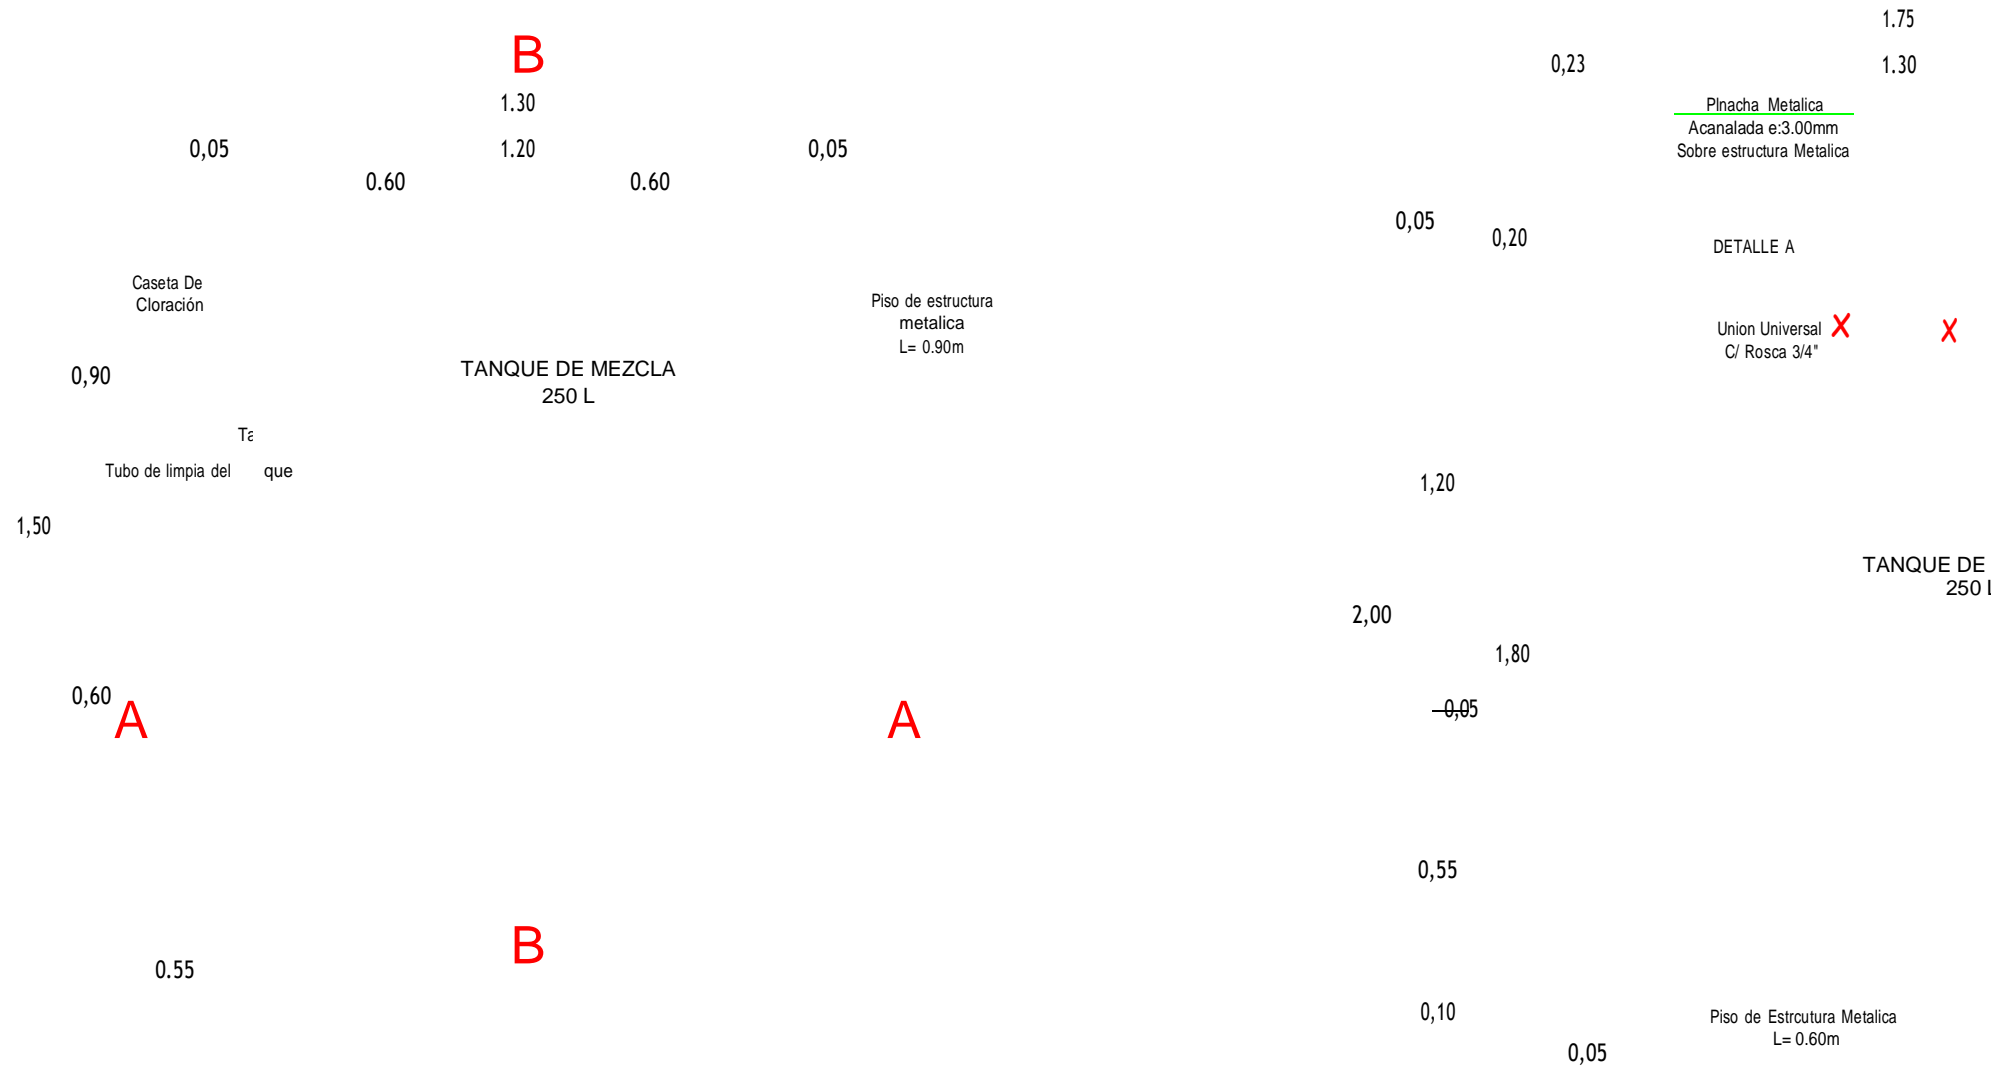 B
1.30
0,05
1.20
0,05
0.60
0.60
Caseta De
Cloración
Piso de estructura
metalica
L= 0.90m
TANQUE DE MEZCLA
250 L
0,90
Ta
Tubo de limpia del que
1,50
0,60
A
A
B
0.55
1.75
0,23
1.30
Plnacha Metalica
Acanalada e:3.00mm
Sobre estructura Metalica
0,05
0,20
DETALLE A
Union Universal
C/ Rosca 3/4"
X
X
1,20
TANQUE DE
250 L
2,00
1,80
0,05
0,55
0,10
Piso de Estrcutura Metalica
L= 0.60m
0,05